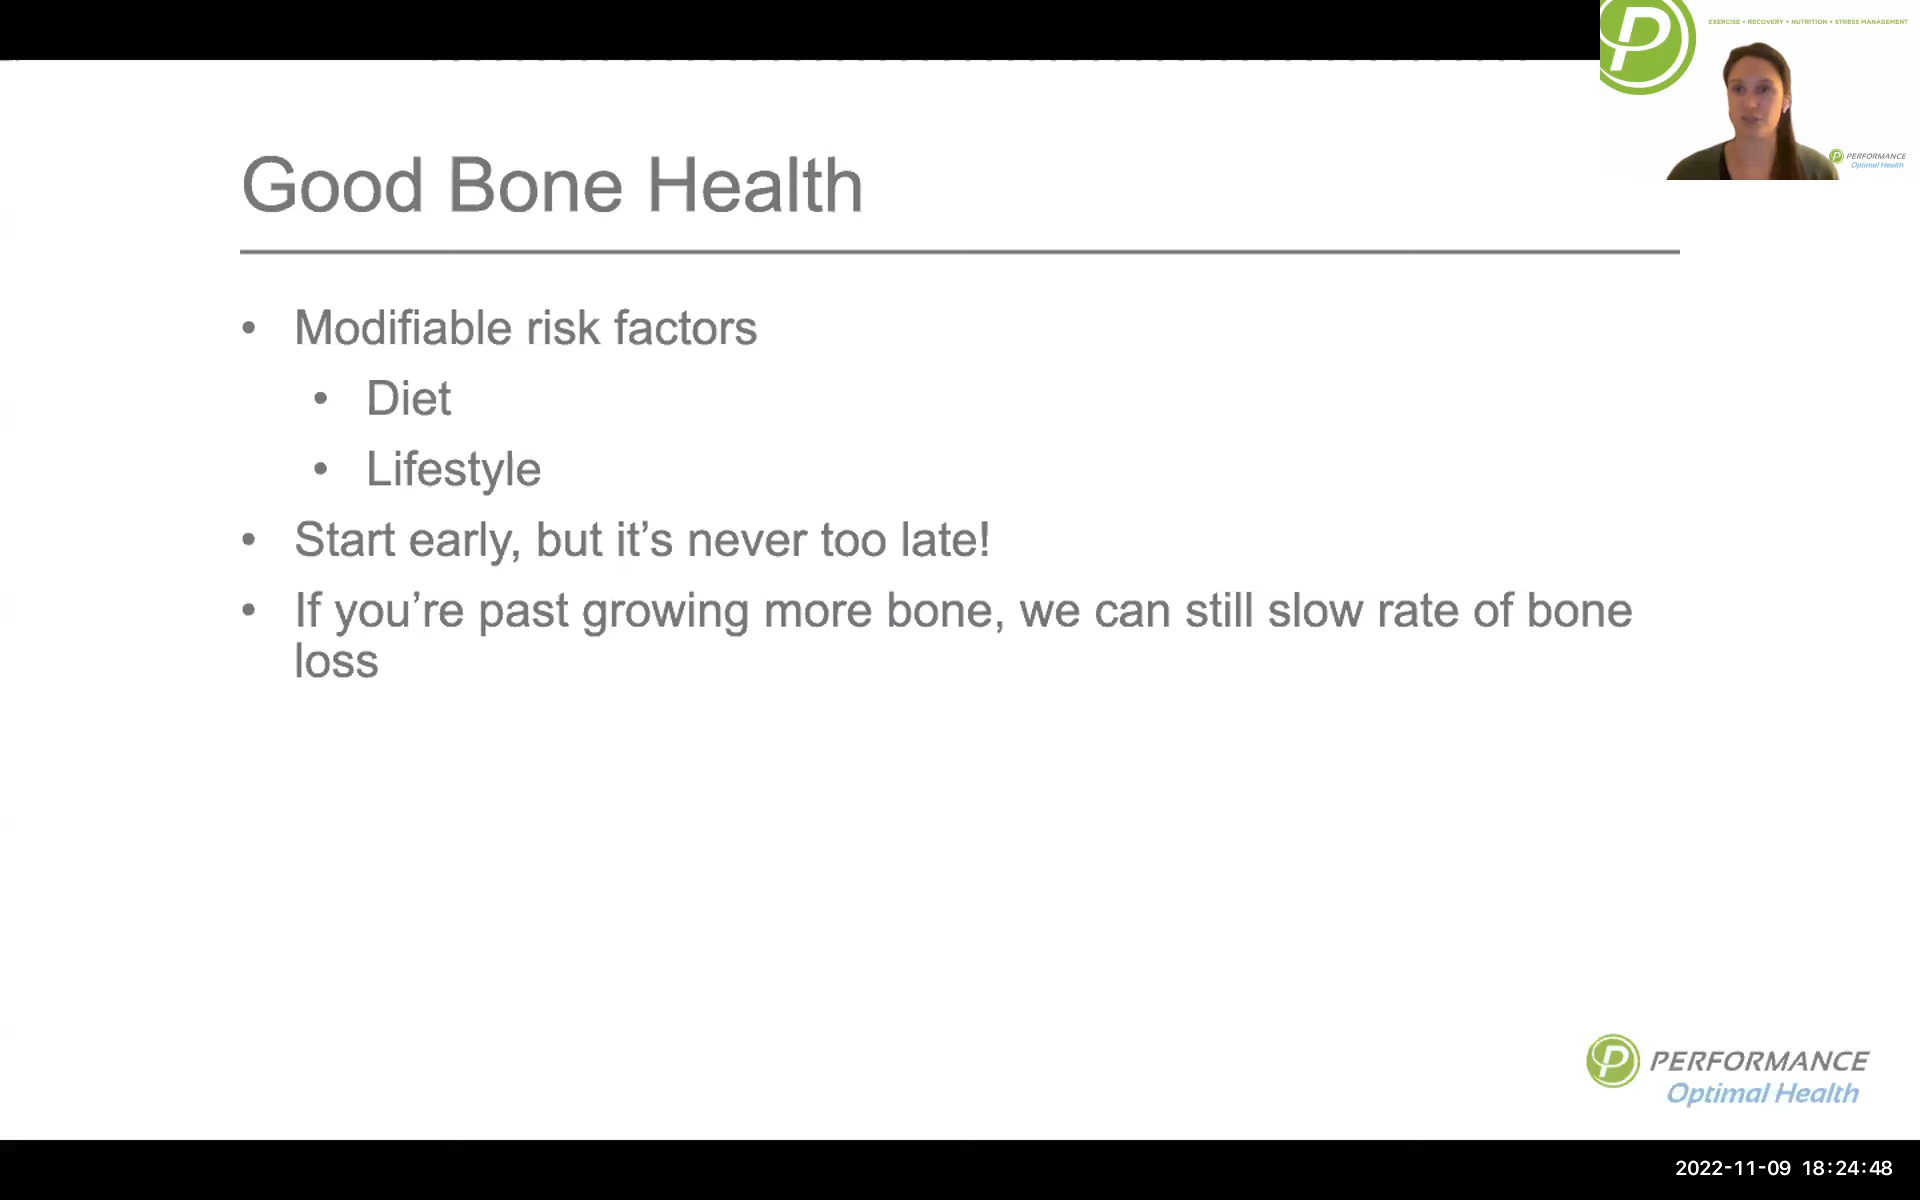 P
EXERCISE + RECOVERY + NUTRITION + STRESS MANAGEMENT
P PERFORMANCE
Optimal Health
Good Bone Health
• Modifiable risk factors
• Diet
• Lifestyle
• Start early, but it’s never too late!
• If you’re past growing more bone, we can still slow rate of bone
loss
P PERFORMANCE
Optimal Health
2022-11-09 18:24:48